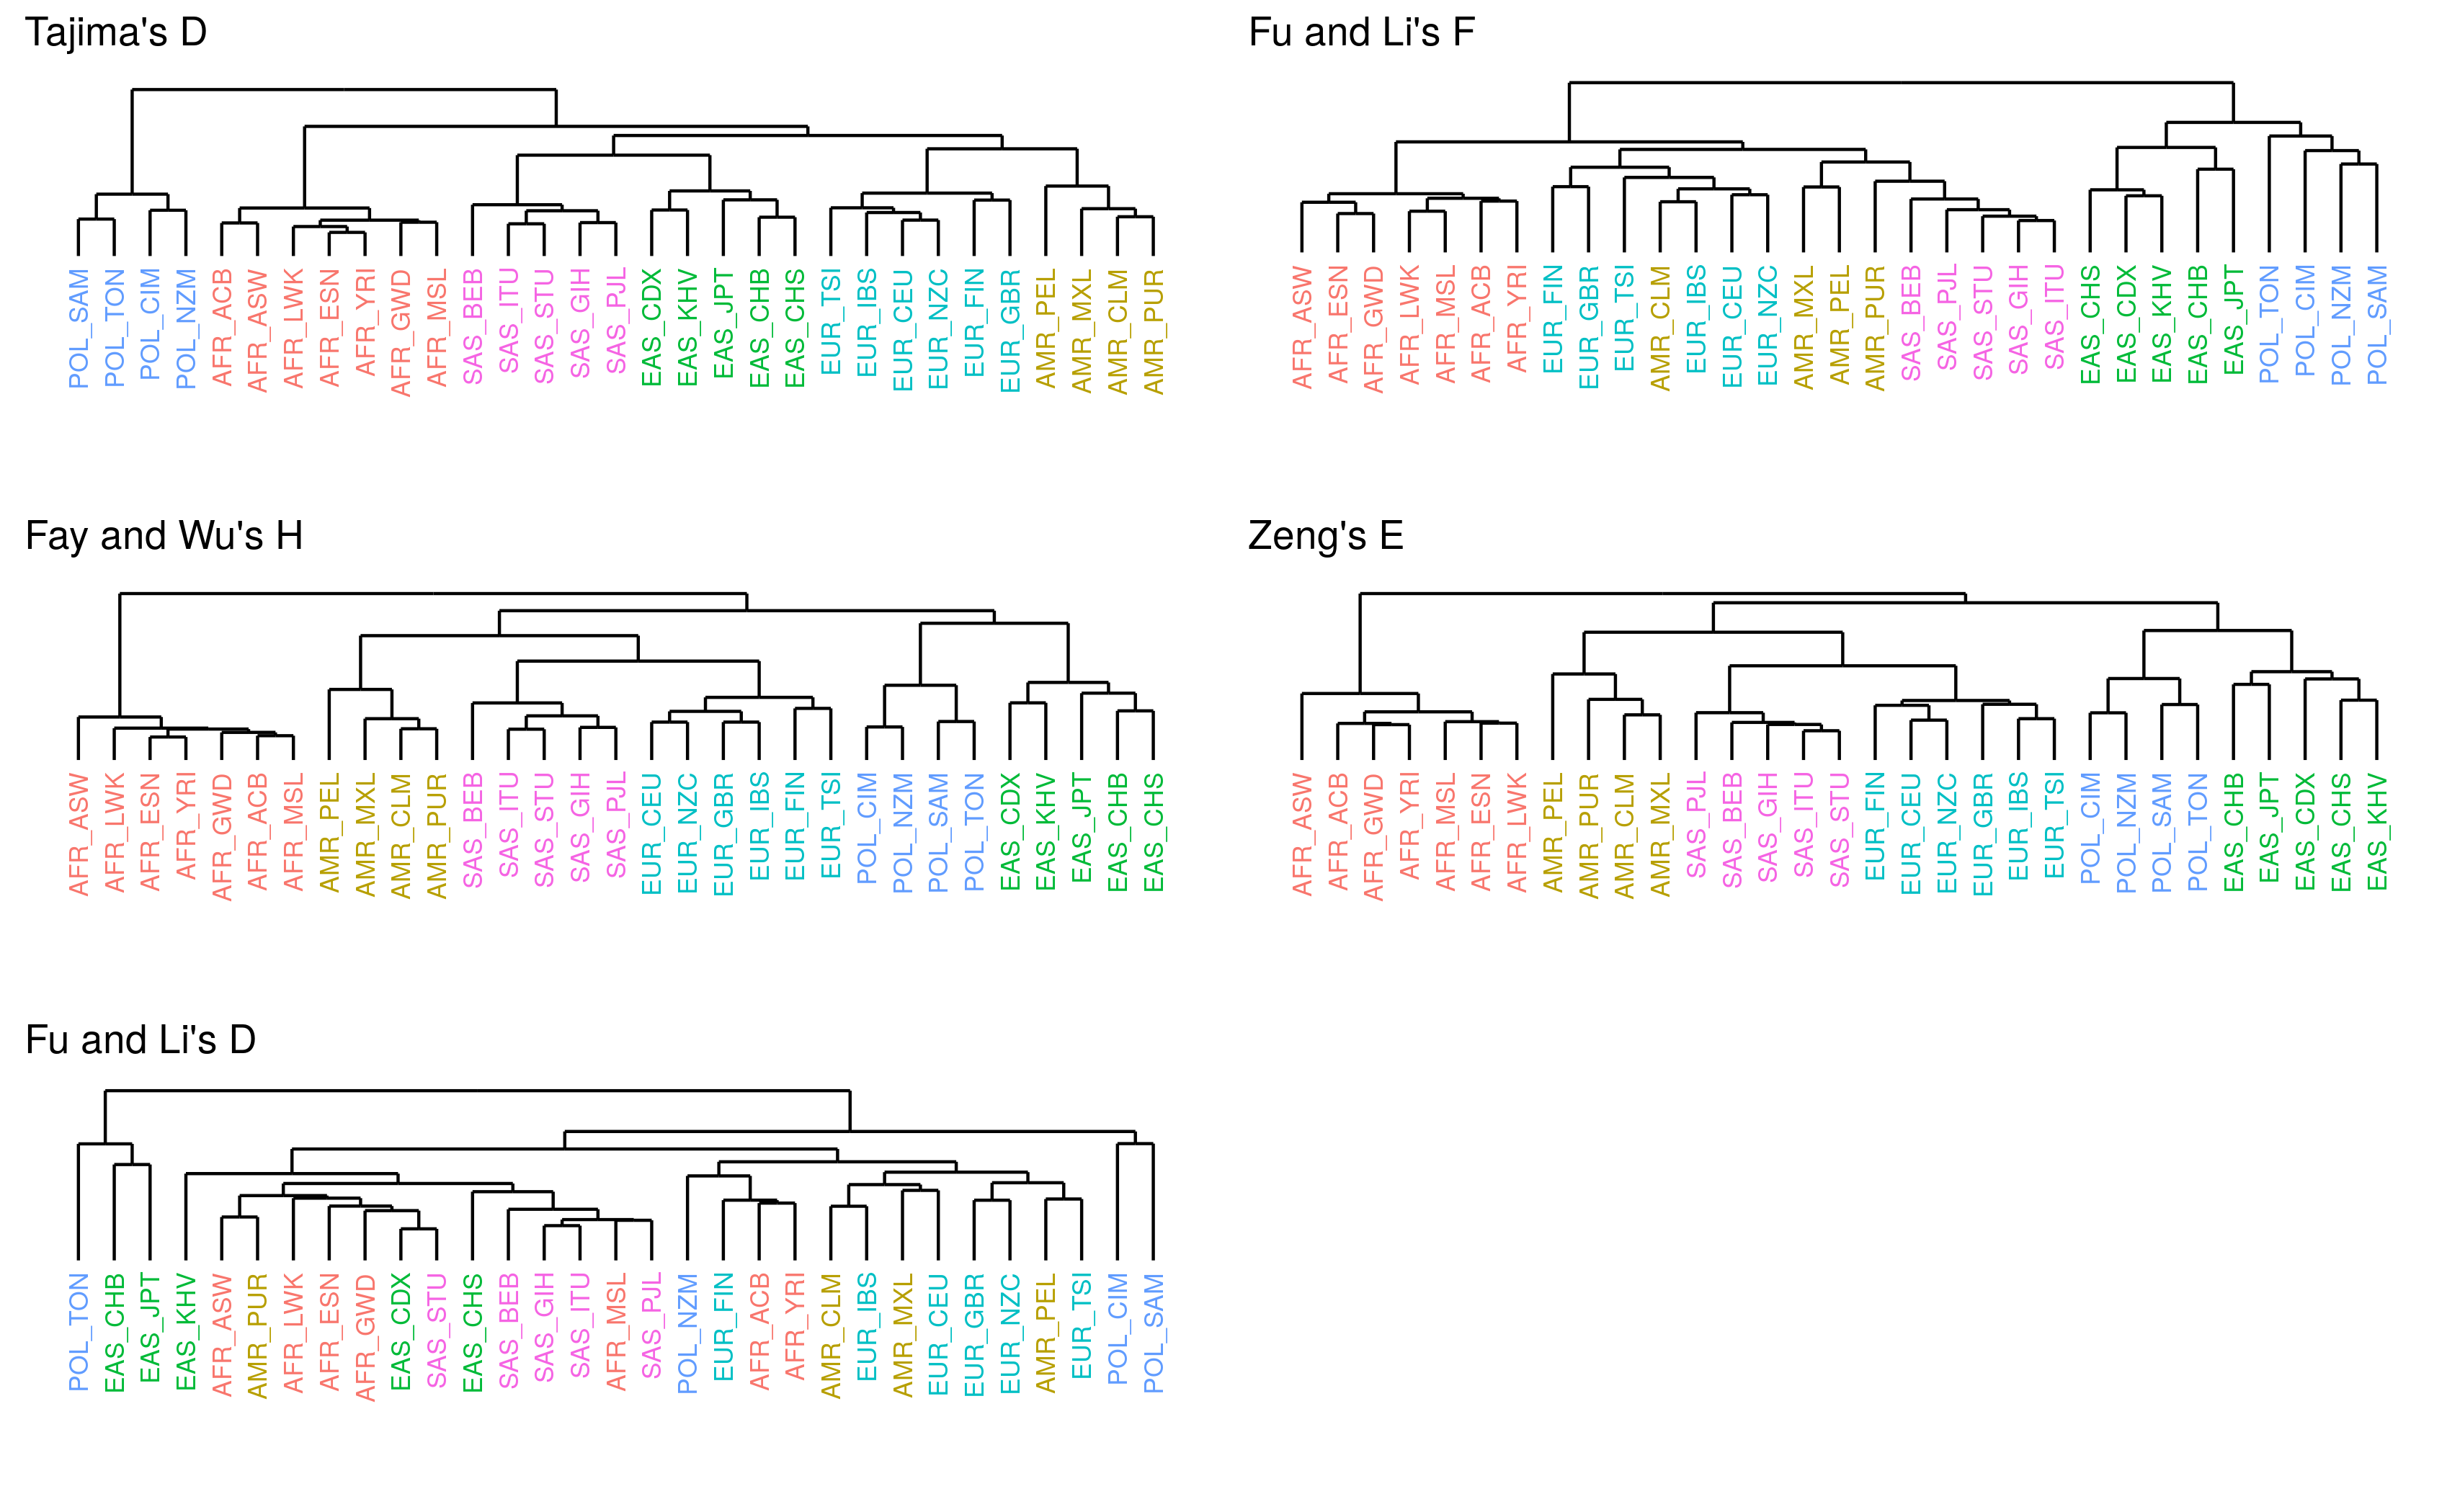 Tajima's D
POL_SAM POL_TON POL_CIM POL_NZM AFR_ACB AFR_ASW AFR_LWK AFR_ESN AFR_YRI AFR_GWD AFR_MSL SAS_BEB SAS_ITU SAS_STU SAS_GIH SAS_PJL EAS_CDX EAS_KHV EAS_JPT EAS_CHB EAS_CHS EUR_TSI EUR_IBS EUR_CEU EUR_NZC EUR_FIN EUR_GBR AMR_PEL AMR_MXL AMR_CLM AMR_PUR
Fu and Li's F
AFR_ASW AFR_ESN AFR_GWD AFR_LWK AFR_MSL AFR_ACB AFR_YRI EUR_FIN EUR_GBR EUR_TSI AMR_CLM EUR_IBS EUR_CEU EUR_NZC AMR_MXL AMR_PEL AMR_PUR SAS_BEB SAS_PJL SAS_STU SAS_GIH SAS_ITU EAS_CHS EAS_CDX EAS_KHV EAS_CHB EAS_JPT POL_TON POL_CIM POL_NZM POL_SAM
Fay and Wu's H
AFR_ASW AFR_LWK AFR_ESN AFR_YRI AFR_GWD AFR_ACB AFR_MSL AMR_PEL AMR_MXL AMR_CLM AMR_PUR SAS_BEB SAS_ITU SAS_STU SAS_GIH SAS_PJL EUR_CEU EUR_NZC EUR_GBR EUR_IBS EUR_FIN EUR_TSI POL_CIM POL_NZM POL_SAM POL_TON EAS_CDX EAS_KHV EAS_JPT EAS_CHB EAS_CHS
Zeng's E
AFR_ASW AFR_ACB AFR_GWD AFR_YRI AFR_MSL AFR_ESN AFR_LWK AMR_PEL AMR_PUR AMR_CLM AMR_MXL SAS_PJL SAS_BEB SAS_GIH SAS_ITU SAS_STU EUR_FIN EUR_CEU EUR_NZC EUR_GBR EUR_IBS EUR_TSI POL_CIM POL_NZM POL_SAM POL_TON EAS_CHB EAS_JPT EAS_CDX EAS_CHS EAS_KHV
Fu and Li's D
POL_TON EAS_CHB EAS_JPT EAS_KHV AFR_ASW AMR_PUR AFR_LWK AFR_ESN AFR_GWD EAS_CDX SAS_STU EAS_CHS SAS_BEB SAS_GIH SAS_ITU AFR_MSL SAS_PJL POL_NZM EUR_FIN AFR_ACB AFR_YRI AMR_CLM EUR_IBS AMR_MXL EUR_CEU EUR_GBR EUR_NZC AMR_PEL EUR_TSI POL_CIM POL_SAM